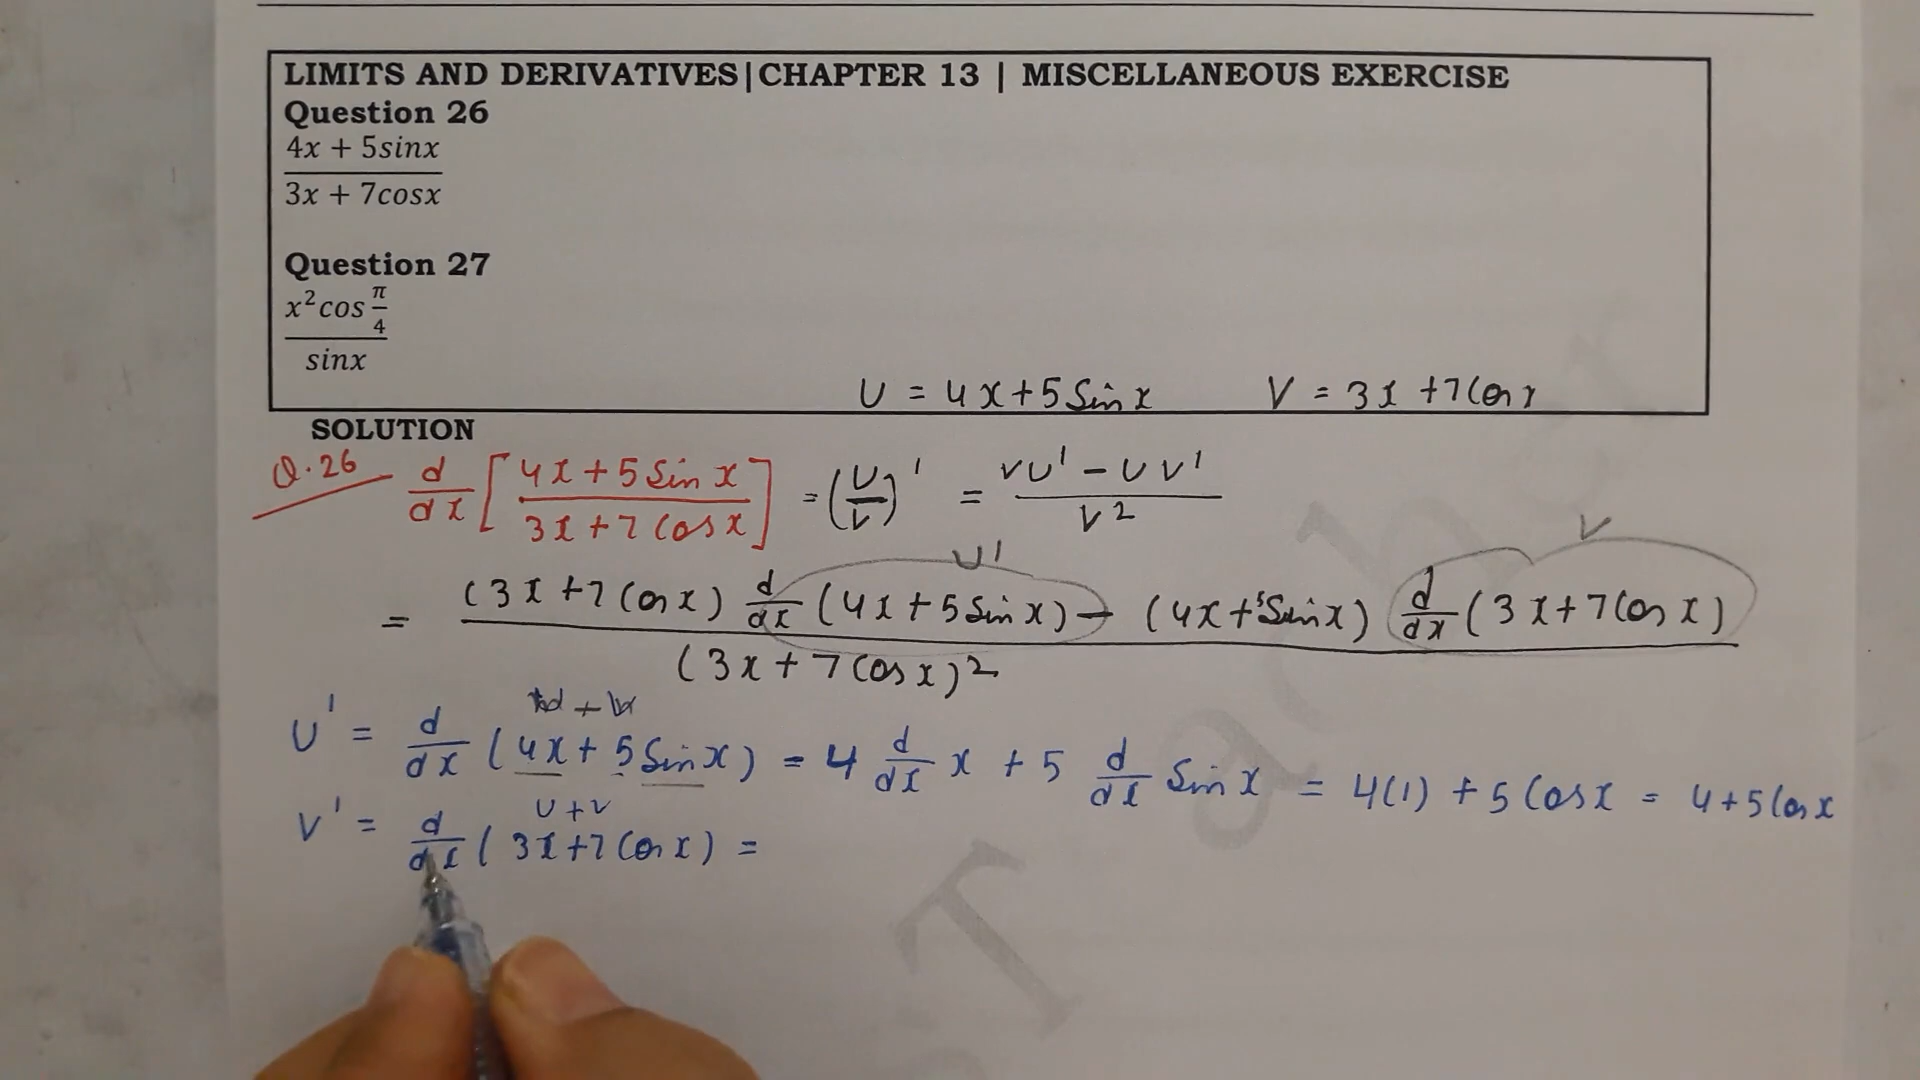 LIMITS AND DERIVATIVES|CHAPTER 13 | MISCELLANEOUS EXERCISE
Question 26
4x + 5sinx
3x + 7cosx
Question 27
x² cos π/4
sinx
U = 4x + 5 Sin x V = 3x + 7 Cos x
SOLUTION
Q.26 d/dx [ (4x + 5 Sin x) / (3x + 7 Cos x) ] = (U/V)' = (VU' - UV') / V²
U' V
= (3x + 7 Cos x) d/dx (4x + 5 Sin x) - (4x + 5 Sin x) d/dx (3x + 7 Cos x)
(3x + 7 Cos x)²
U' = d/dx (4x + 5 Sin x) = 4 d/dx x + 5 d/dx Sin x = 4(1) + 5 Cos x = 4 + 5 Cos x
U + V
V' = d/dx (3x + 7 Cos x) =